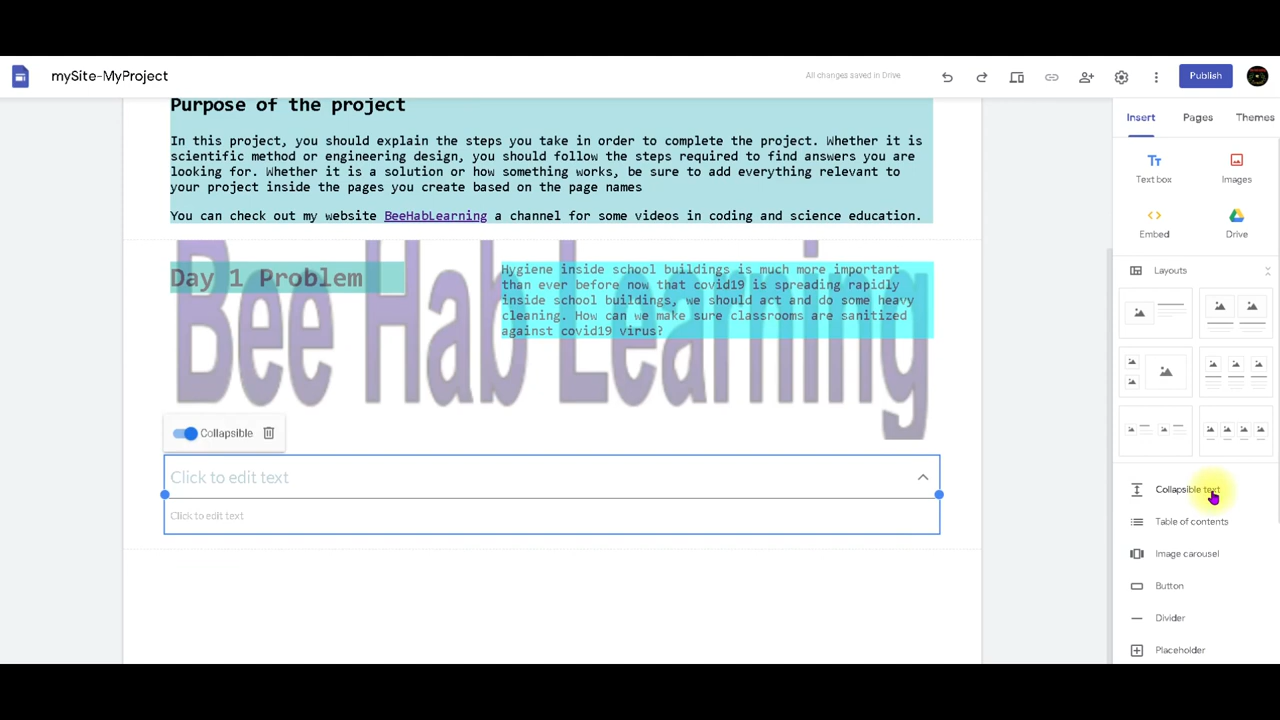 mySite-MyProject
All changes saved in Drive
Publish
Purpose of the project
In this project, you should explain the steps you take in order to complete the project. Whether it is
scientific method or engineering design, you should follow the steps required to find answers you are
looking for. Whether it is a solution or how something works, be sure to add everything relevant to
your project inside the pages you create based on the page names
You can check out my website BeeHabLearning a channel for some videos in coding and science education.
Bee Hab Learning
Day 1 Problem
Hygiene inside school buildings is much more important
than ever before now that covid19 is spreading rapidly
inside school buildings, we should act and do some heavy
cleaning. How can we make sure classrooms are sanitized
against covid19 virus?
Collapsible
Click to edit text
Click to edit text
Insert
Pages
Themes
Tт
Text box
Images
Embed
Drive
Layouts
Collapsible text
Table of contents
Image carousel
Button
Divider
Placeholder